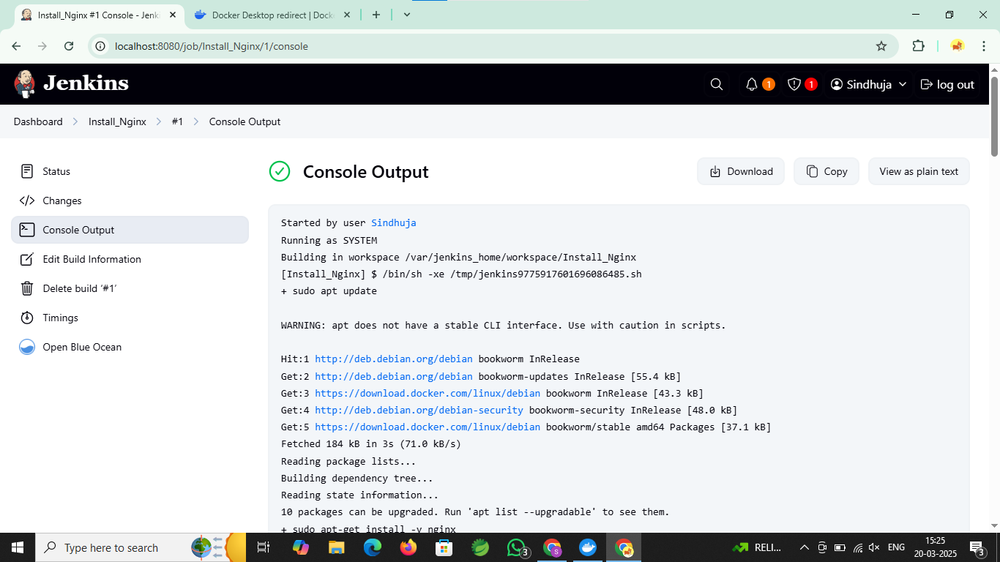 Install_Nginx #1 Console - Jenki
Docker Desktop redirect | Docke
localhost:8080/job/Install_Nginx/1/console
Jenkins
1
1
Sindhuja
log out
Dashboard
Install_Nginx
#1
Console Output
Status
Changes
Console Output
Edit Build Information
Delete build ‘#1’
Timings
Open Blue Ocean
Console Output
Download
Copy
View as plain text
Started by user Sindhuja
Running as SYSTEM
Building in workspace /var/jenkins_home/workspace/Install_Nginx
[Install_Nginx] $ /bin/sh -xe /tmp/jenkins9775917601696086485.sh
+ sudo apt update
WARNING: apt does not have a stable CLI interface. Use with caution in scripts.
Hit:1 http://deb.debian.org/debian bookworm InRelease
Get:2 http://deb.debian.org/debian bookworm-updates InRelease [55.4 kB]
Get:3 https://download.docker.com/linux/debian bookworm InRelease [43.3 kB]
Get:4 http://deb.debian.org/debian-security bookworm-security InRelease [48.0 kB]
Get:5 https://download.docker.com/linux/debian bookworm/stable amd64 Packages [37.1 kB]
Fetched 184 kB in 3s (71.0 kB/s)
Reading package lists...
Building dependency tree...
Reading state information...
10 packages can be upgraded. Run 'apt list --upgradable' to see them.
+ sudo apt-get install -y nginx
Type here to search
3
S
RELI...
ENG
15:25
20-03-2025
3